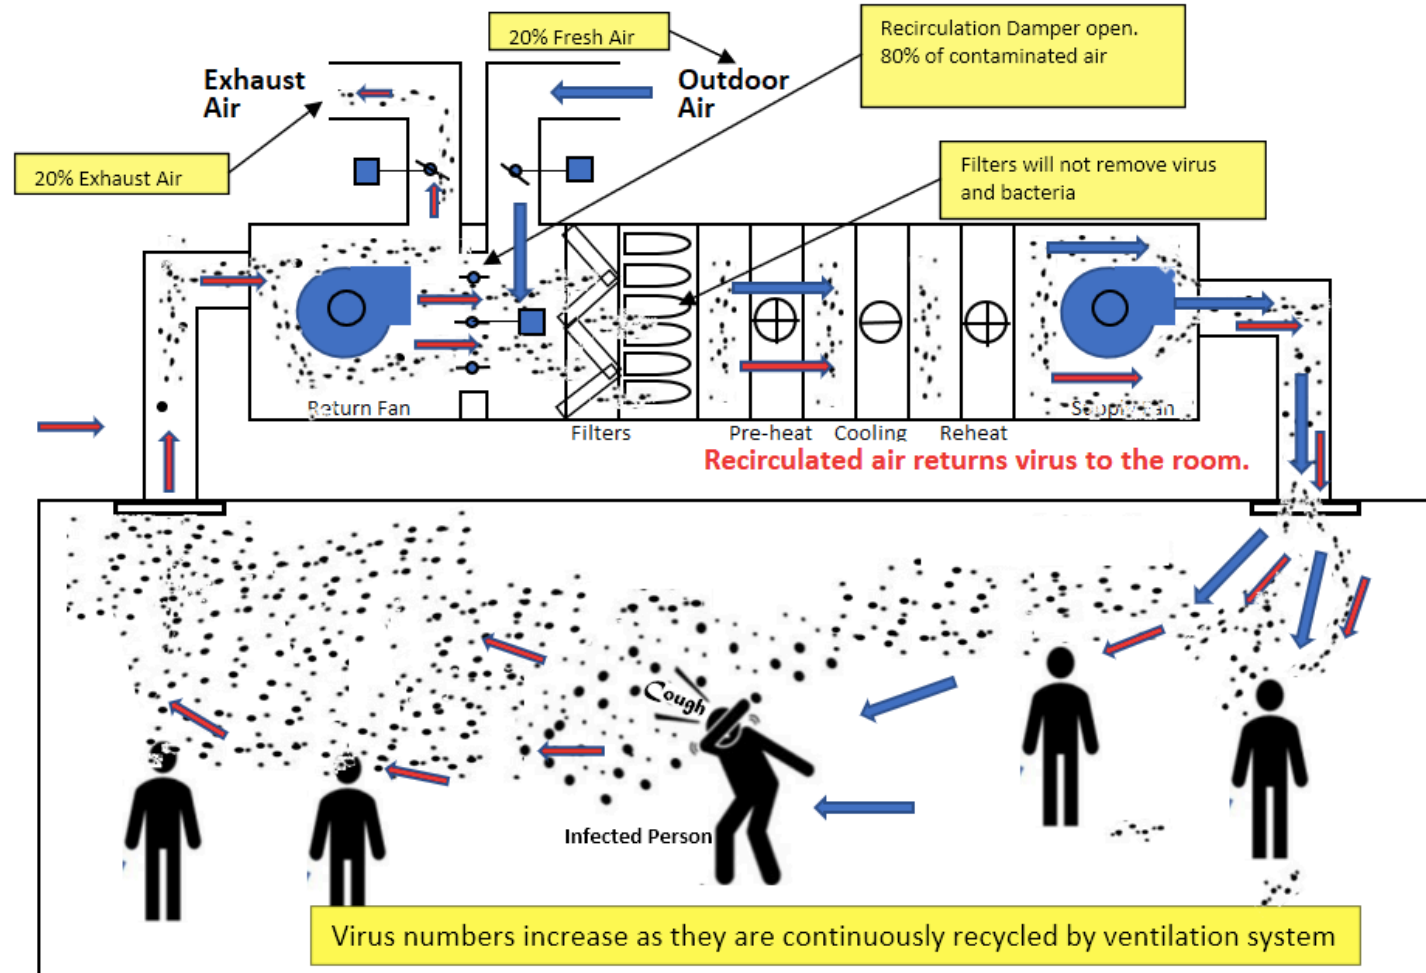 20% Fresh Air
Recirculation Damper open.
80% of contaminated air
Exhaust
Air
Outdoor
Air
20% Exhaust Air
Filters will not remove virus
and bacteria
Return Fan
Supply Fan
Filters
Pre-heat
Cooling
Reheat
Recirculated air returns virus to the room.
Cough
Infected Person
Virus numbers increase as they are continuously recycled by ventilation system